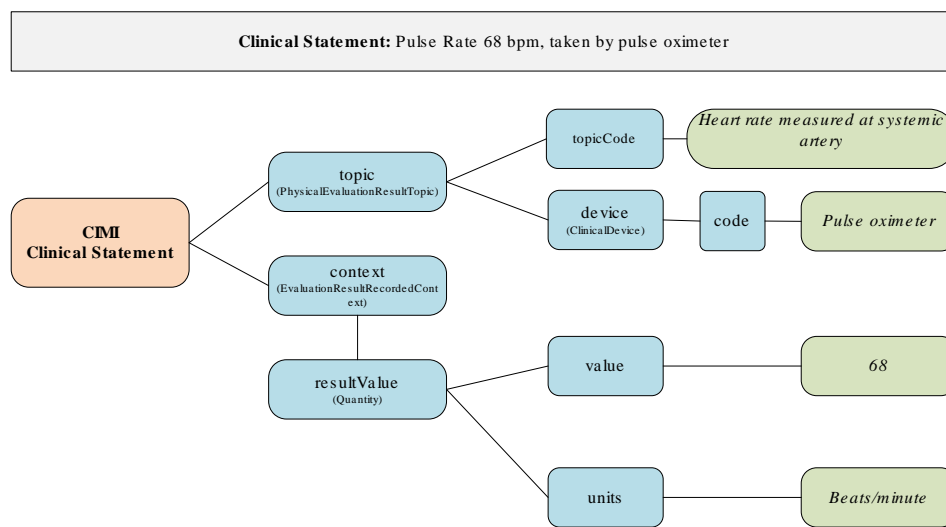 Clinical Statement: Pulse Rate 68 bpm, taken by pulse oximeter
topicCode
Heart rate measured at systemic
artery
topic
(PhysicalEvaluationResultTopic)
device
(ClinicalDevice)
code
Pulse oximeter
CIMI
Clinical Statement
context
(EvaluationResultRecordedCont
ext)
resultValue
(Quantity)
value
68
units
Beats/minute